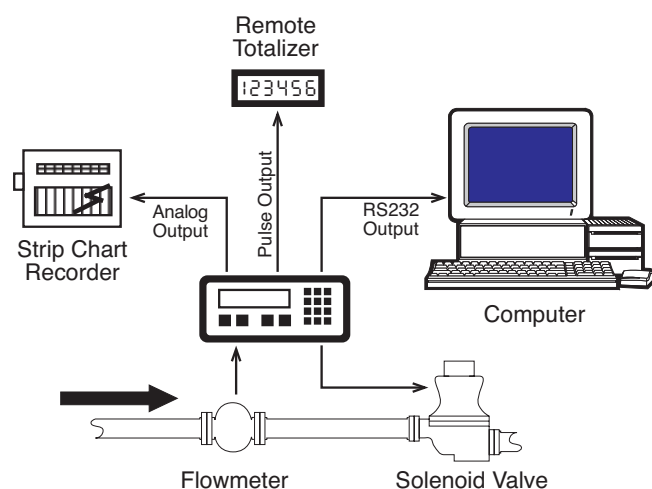 Remote
Totalizer
123456
Pulse Output
Analog
Output
RS232
Output
Strip Chart
Recorder
Computer
Flowmeter
Solenoid Valve